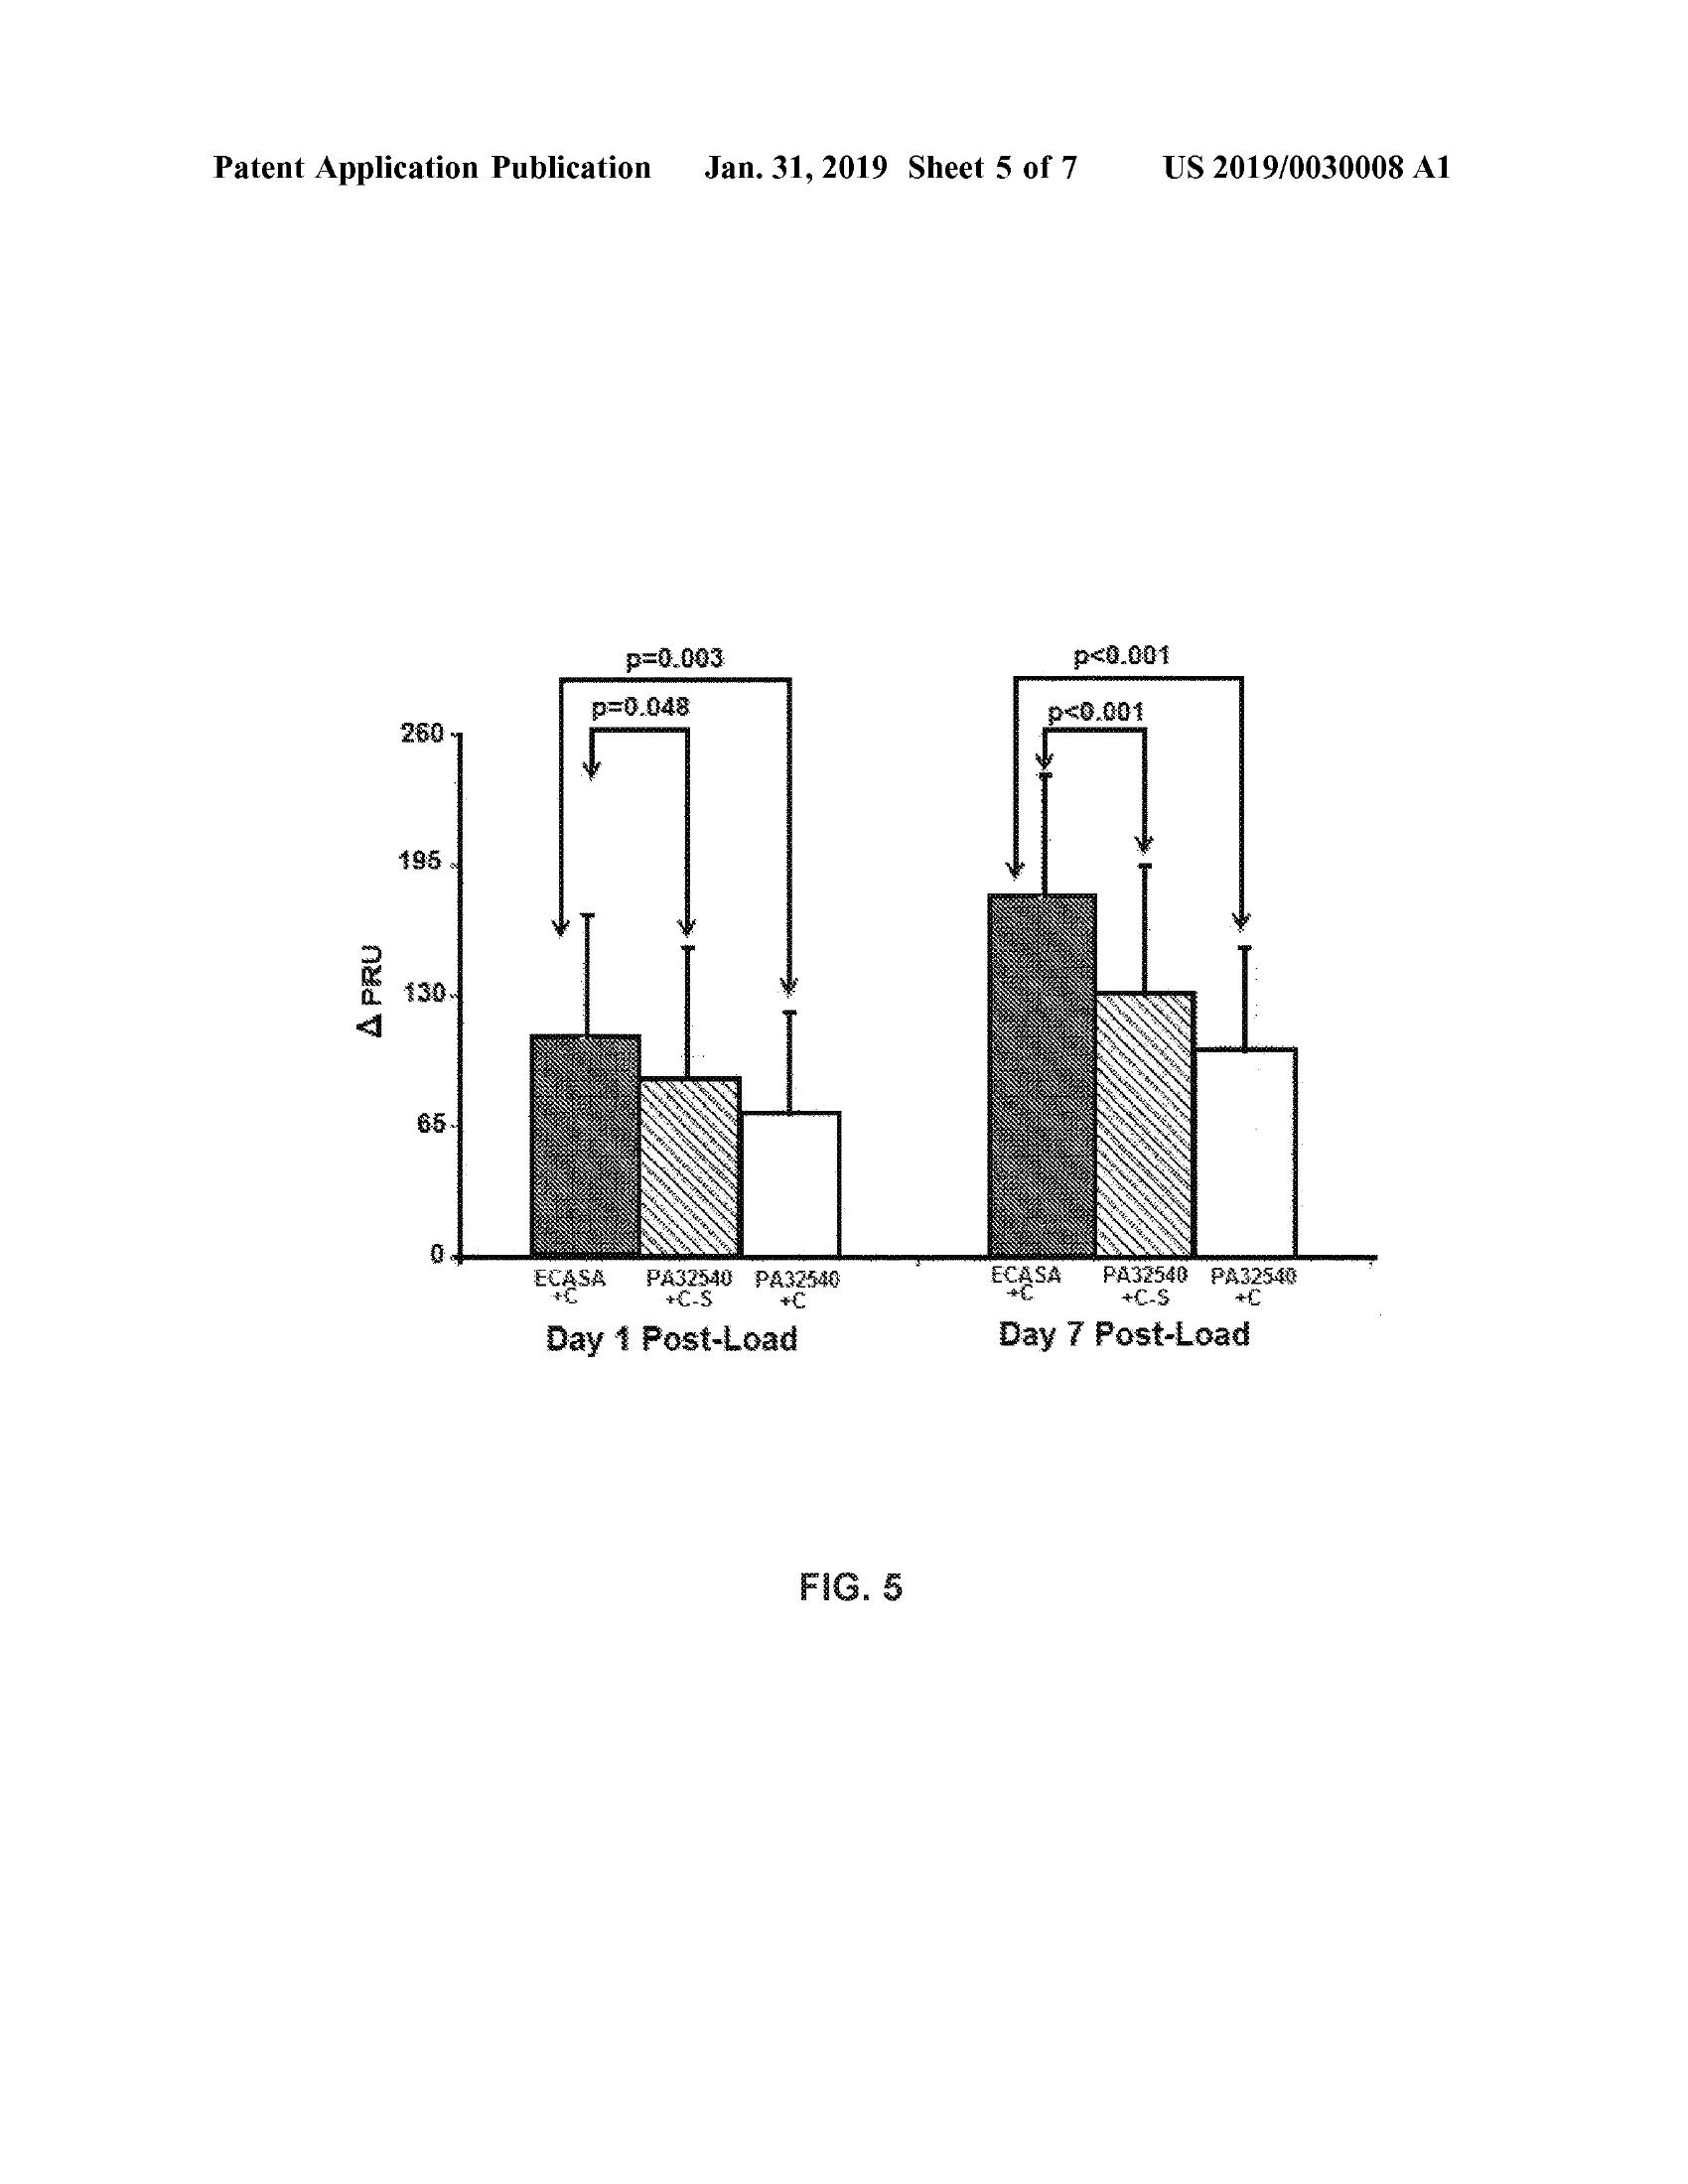 Patent Application Publication Jan. 31, 2019 Sheet 5 of 7 US 2019/0030008 A1
p=0.003
p<0.001
p=0.048
p<0.001
260
195
130
65
0
Δ PRU
ECASA +C
PA32540 +C-S
PA32540 +C
ECASA +C
PA32540 +C-S
PA32540 +C
Day 1 Post-Load
Day 7 Post-Load
FIG. 5